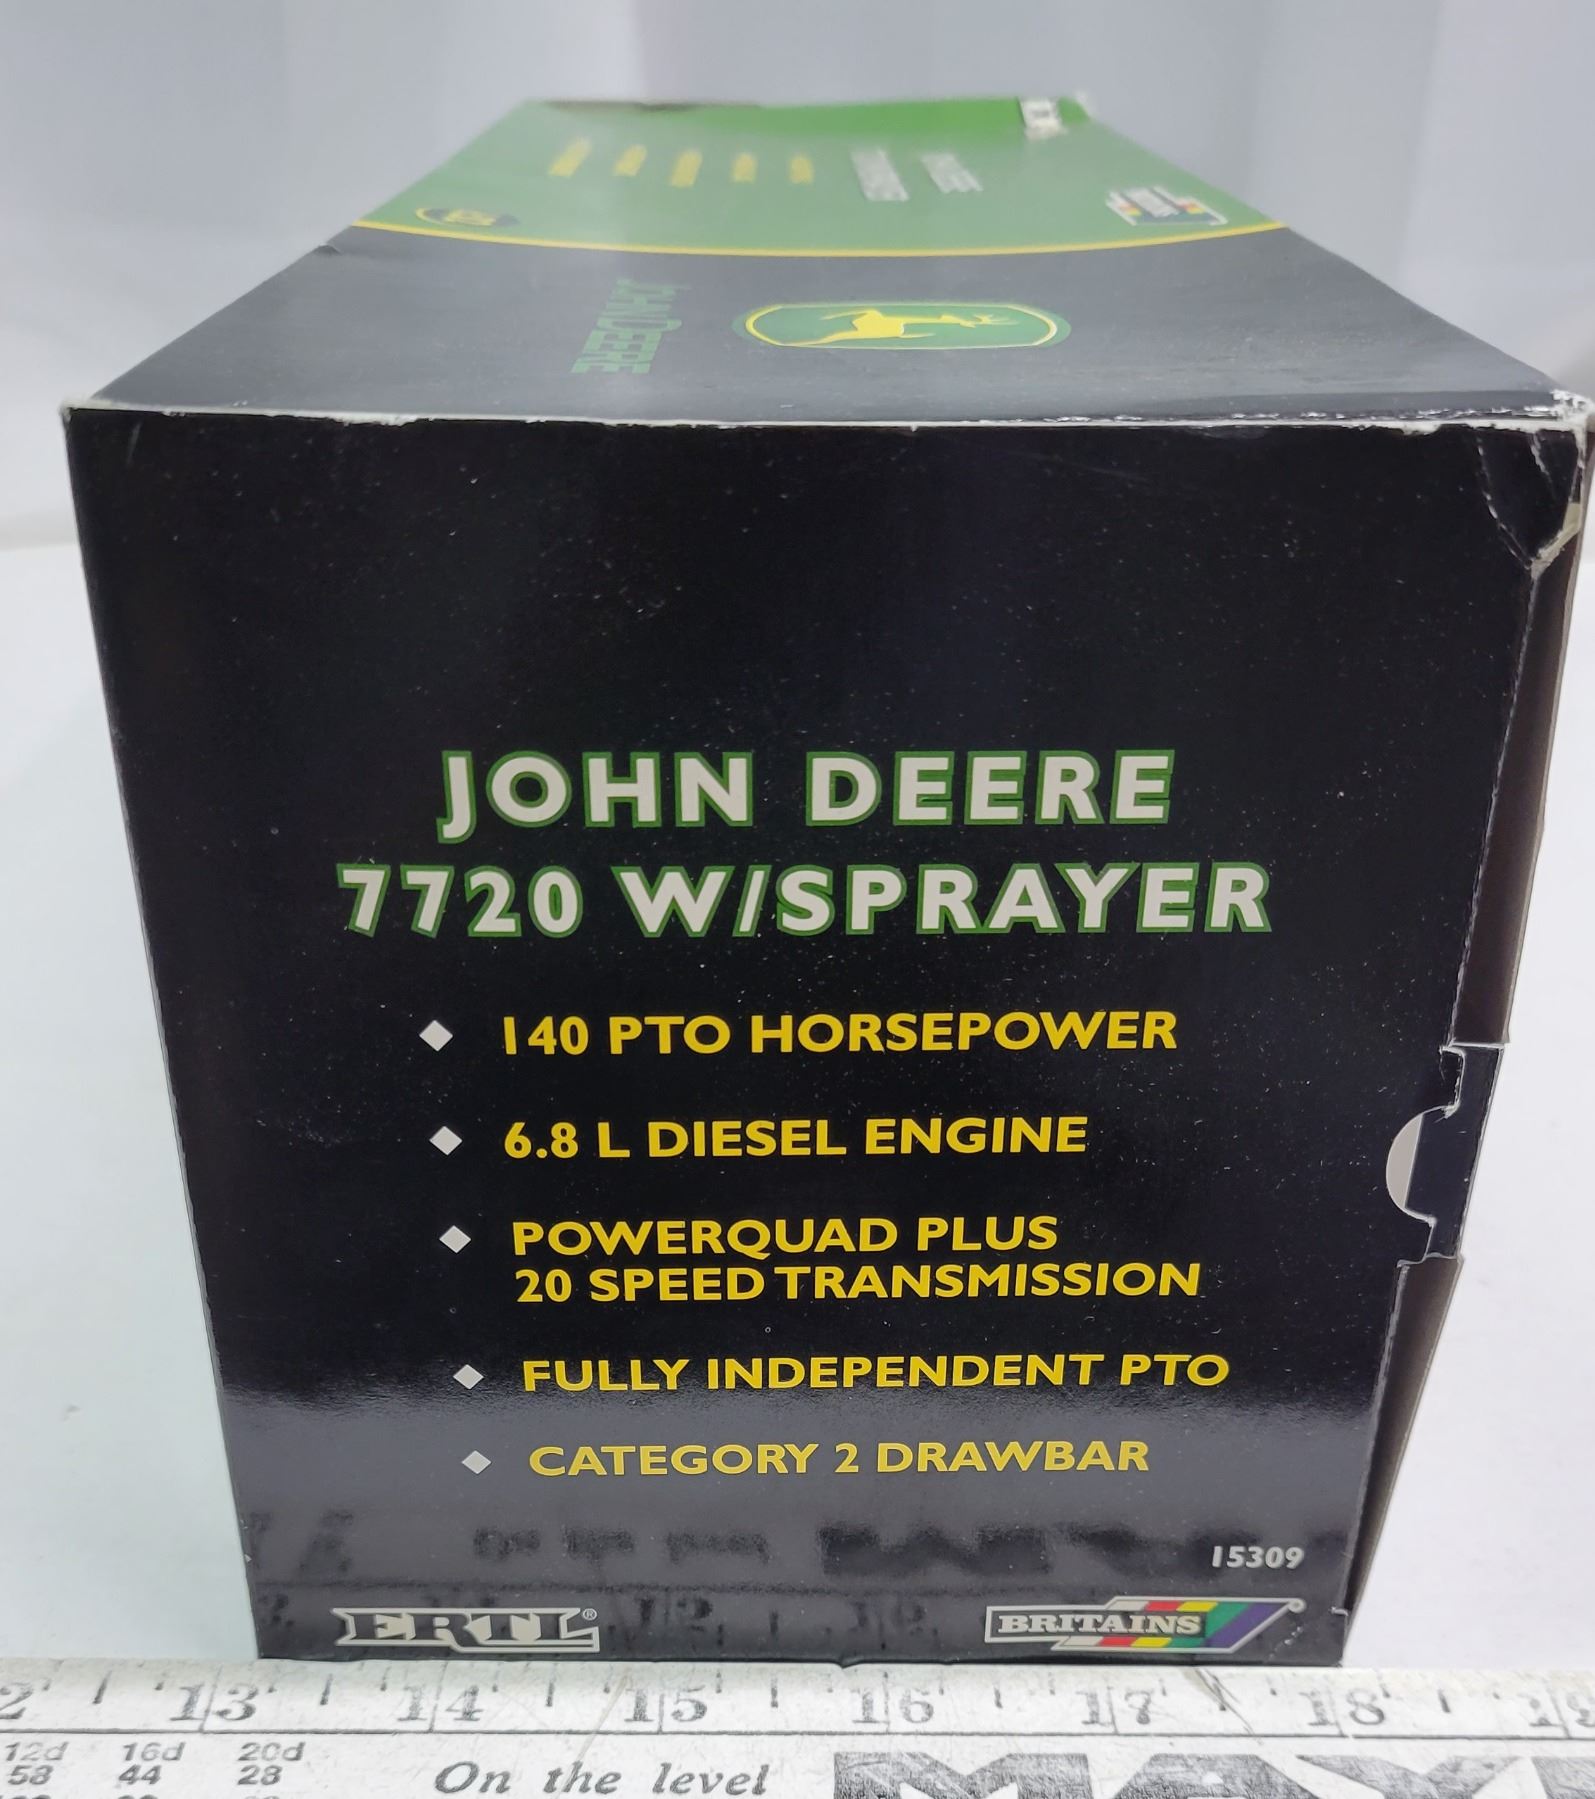 JOHN DEERE
JOHN DEERE
7720 W/SPRAYER
140 PTO HORSEPOWER
6.8 L DIESEL ENGINE
POWERQUAD PLUS
20 SPEED TRANSMISSION
FULLY INDEPENDENT PTO
CATEGORY 2 DRAWBAR
15309
ERTL®
BRITAINS
13 14 15 16 17 18 19
12d 16d 20d
58 44 28
On the level